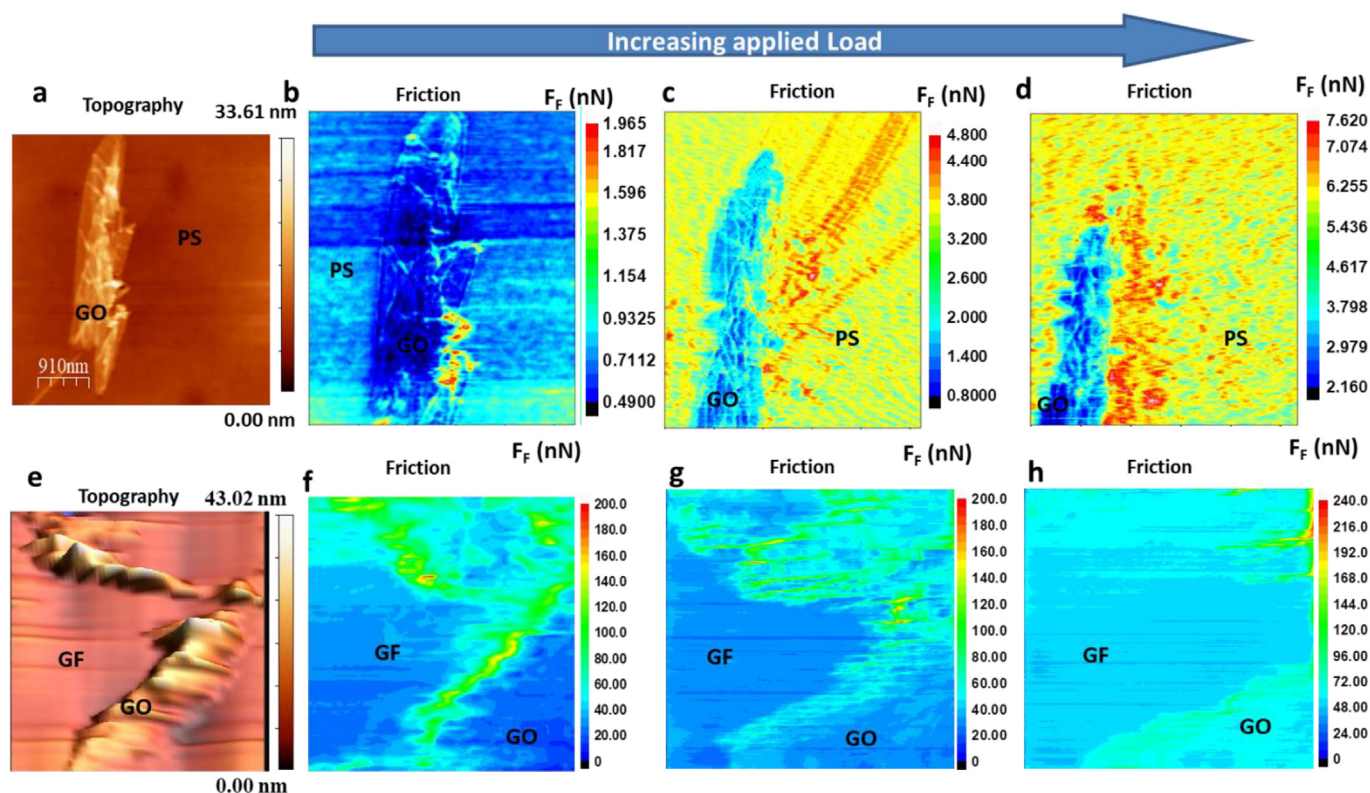 Increasing applied Load
a
Topography
33.61 nm
PS
GO
910nm
0.00 nm
b
Friction
F_F (nN)
PS
GO
1.965
1.817
1.596
1.375
1.154
0.9325
0.7112
0.4900
c
Friction
F_F (nN)
PS
GO
4.800
4.400
3.800
3.200
2.600
2.000
1.400
0.8000
d
Friction
F_F (nN)
PS
GO
7.620
7.074
6.255
5.436
4.617
3.798
2.979
2.160
e
Topography
43.02 nm
GF
GO
0.00 nm
f
Friction
F_F (nN)
GF
GO
200.0
180.0
160.0
140.0
120.0
100.0
80.00
60.00
40.00
20.00
0
g
Friction
F_F (nN)
GF
GO
200.0
180.0
160.0
140.0
120.0
100.0
80.00
60.00
40.00
20.00
0
h
Friction
F_F (nN)
GF
GO
240.0
216.0
192.0
168.0
144.0
120.0
96.00
72.00
48.00
24.00
0